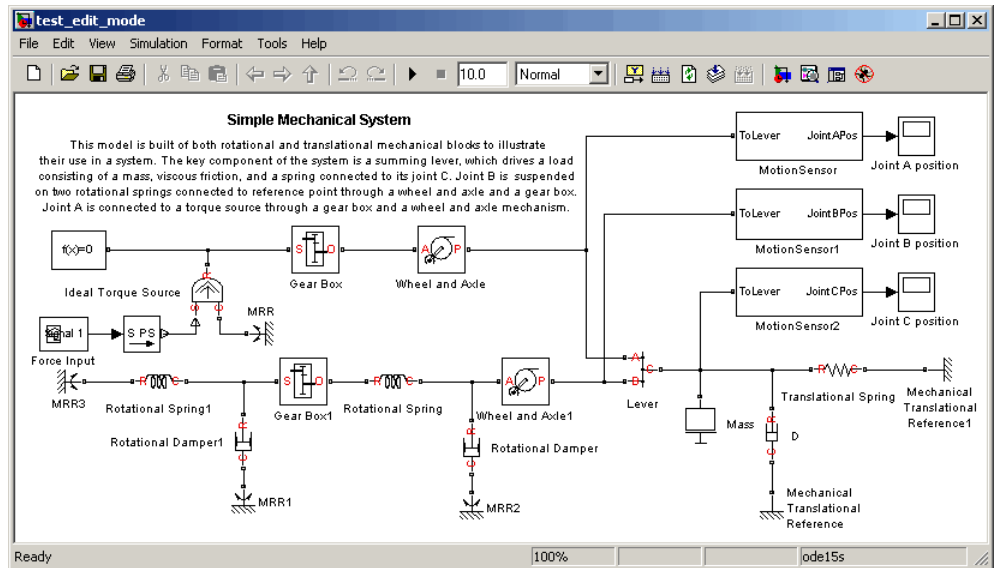 test_edit_mode
File Edit View Simulation Format Tools Help
10.0 Normal
Simple Mechanical System
This model is built of both rotational and translational mechanical blocks to illustrate
their use in a system. The key component of the system is a summing lever, which drives a load
consisting of a mass, viscous friction, and a spring connected to its joint C. Joint B is suspended
on two rotational springs connected to reference point through a wheel and axle and a gear box.
Joint A is connected to a torque source through a gear box and a wheel and axle mechanism.
ToLever JointAPos
MotionSensor
Joint A position
ToLever JointBPos
MotionSensor1
Joint B position
ToLever JointCPos
MotionSensor2
Joint C position
f(x)=0
S O
Gear Box
A P
Wheel and Axle
R
S C
Ideal Torque Source
MRR
Signal 1
Force Input
S PS
MRR3
R C
Rotational Spring1
S O
Gear Box1
R C
Rotational Spring
A P
Wheel and Axle1
A
B
C
Lever
Mass
R C
Translational Spring
Mechanical
Translational
Reference1
R
C
Rotational Damper1
MRR1
R
C
Rotational Damper
MRR2
R
C
D
Mechanical
Translational
Reference
Ready 100% ode15s